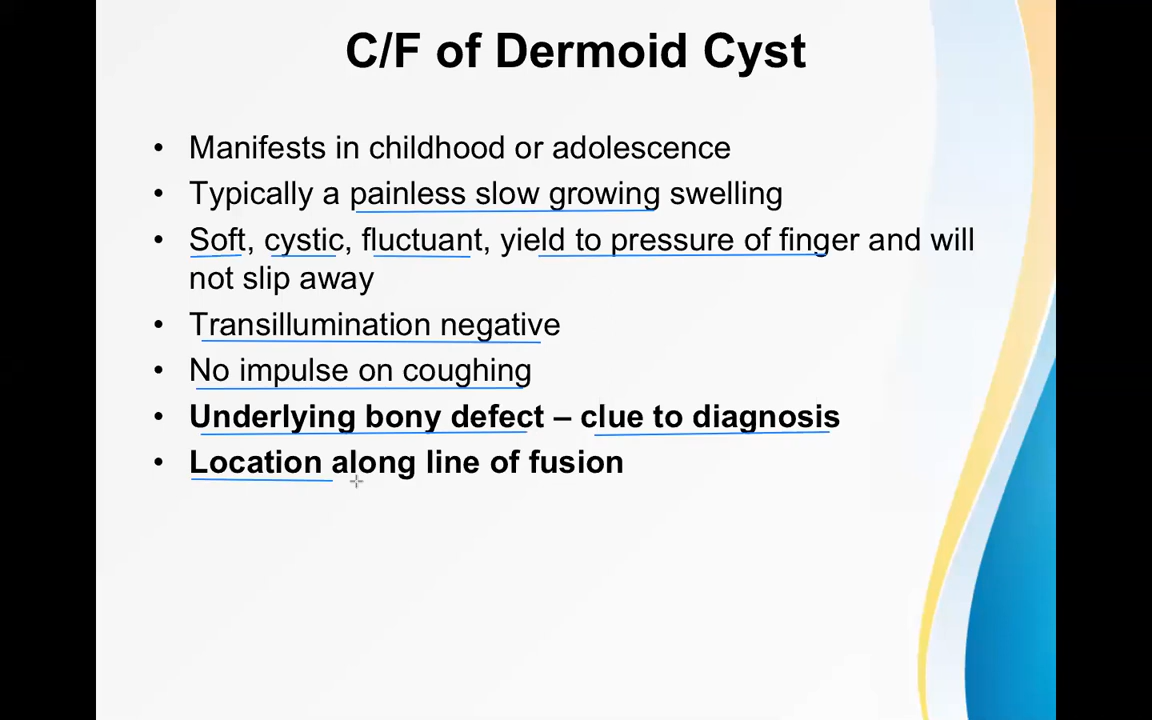 C/F of Dermoid Cyst
• Manifests in childhood or adolescence
• Typically a painless slow growing swelling
• Soft, cystic, fluctuant, yield to pressure of finger and will
not slip away
• Transillumination negative
• No impulse on coughing
• Underlying bony defect – clue to diagnosis
• Location along line of fusion